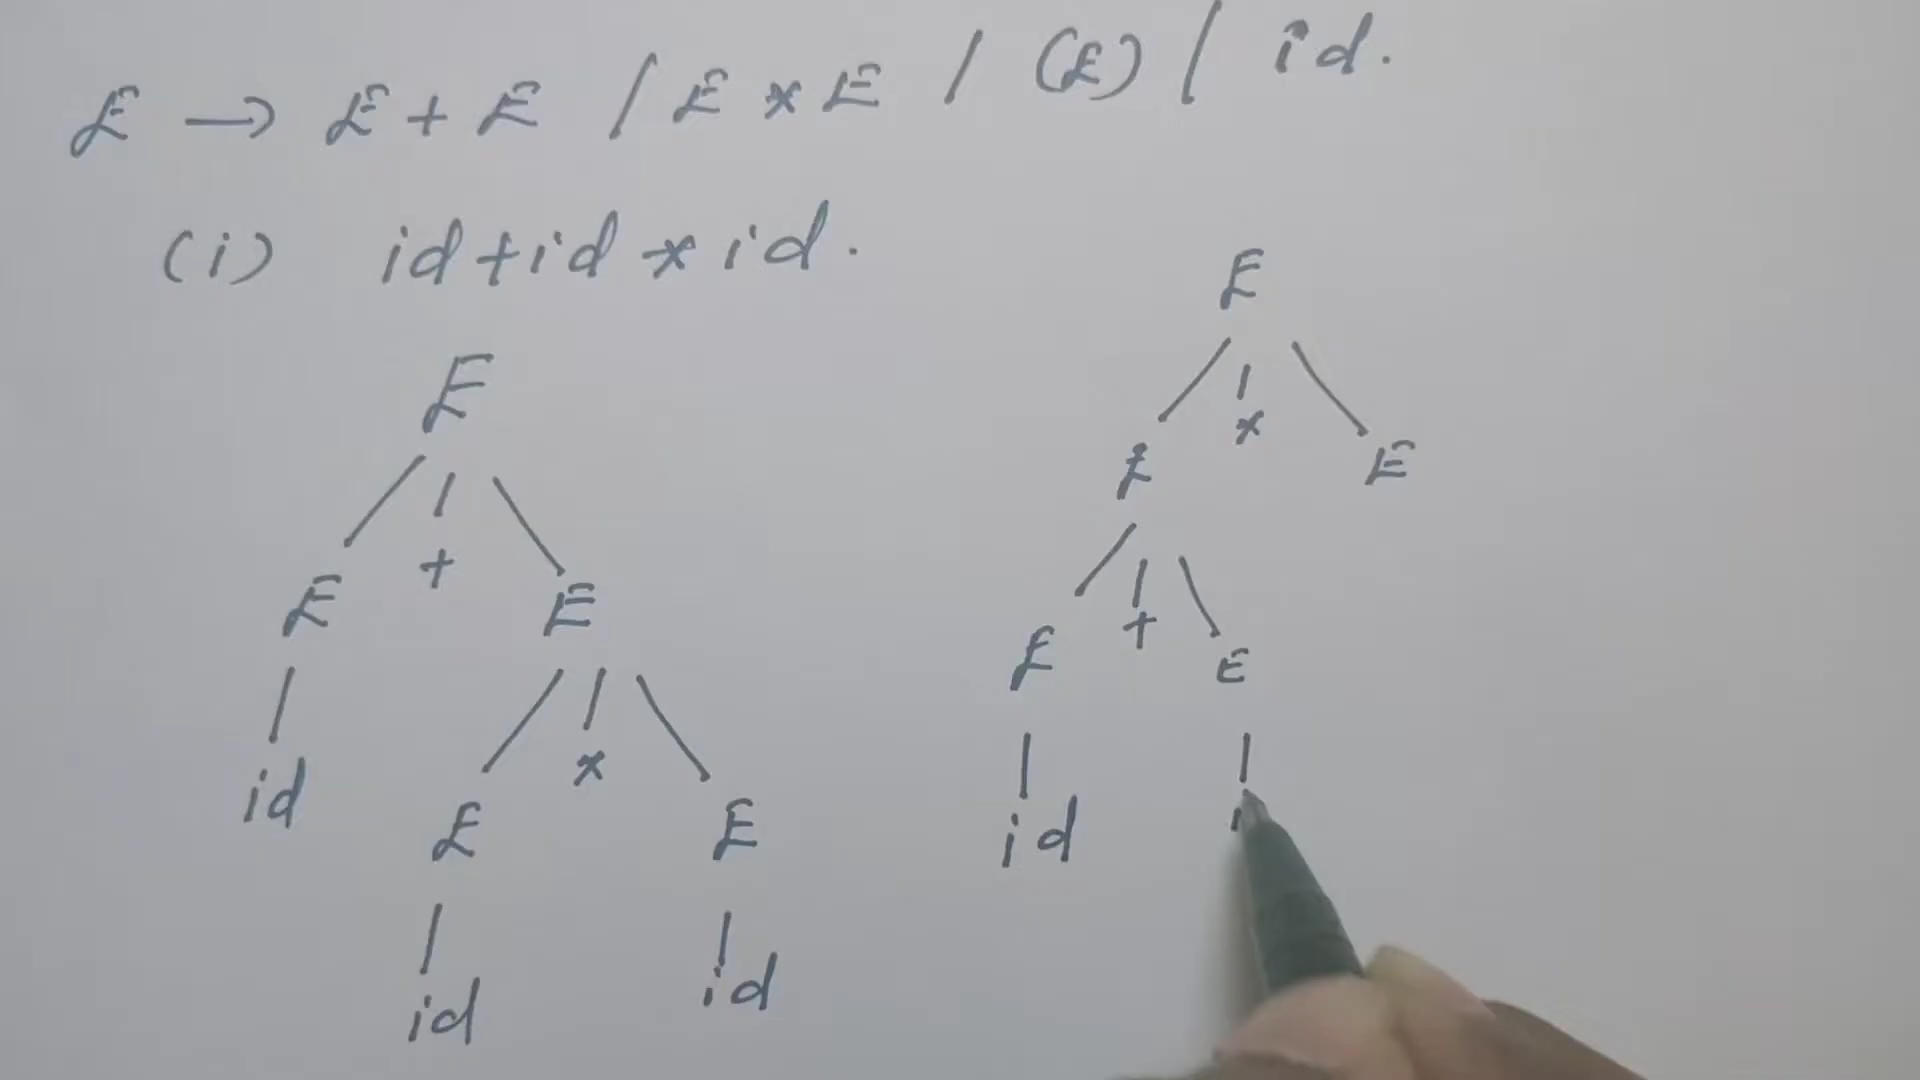 E → E + E / E * E / (E) / id.
(i) id + id * id.
E
E + E
id
E * E
id id
E
E * E
E + E
id i